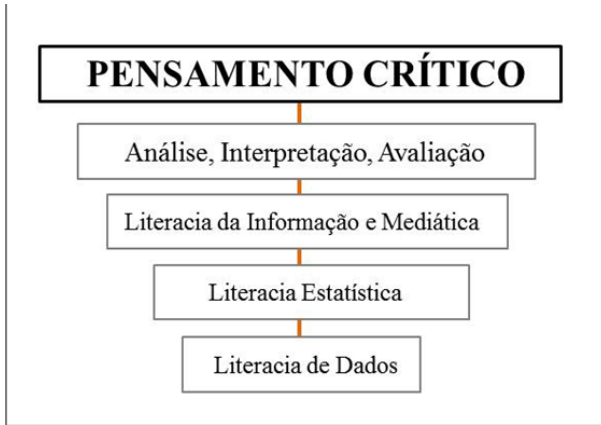 PENSAMENTO CRÍTICO
Análise, Interpretação, Avaliação
Literacia da Informação e Mediática
Literacia Estatística
Literacia de Dados